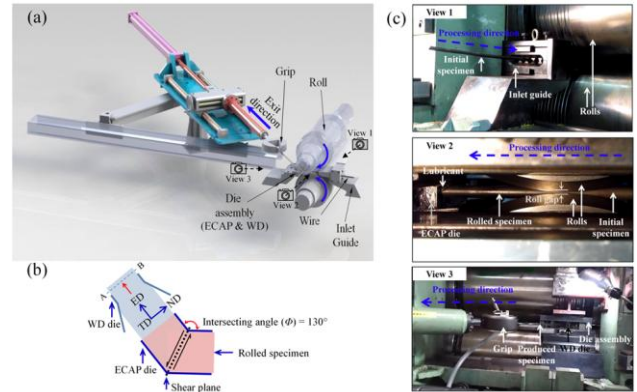 (a)
Grip
Roll
Exit
direction
View 1
View 3
View 2
Die
assembly
(ECAP & WD)
Wire
Inlet
Guide
(b)
A
B
ED
ND
TD
WD die
Intersecting angle (Φ) = 130°
ECAP die
Rolled specimen
Shear plane
(c)
View 1
Processing direction
Initial
specimen
Inlet guide
Rolls
View 2
Processing direction
Lubricant
Roll gap
Rolls
Rolled specimen
Initial
specimen
ECAP die
View 3
Processing direction
Die assembly
Grip
Produced
specimen
WD die